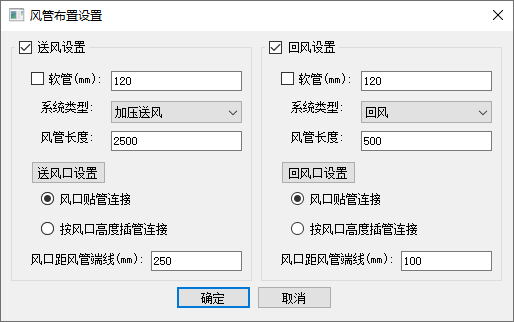 风管布置设置
送风设置
软管(mm): 120
系统类型: 加压送风
风管长度: 2500
送风口设置
风口贴管连接
按风口高度插管连接
风口距风管端线(mm): 250
回风设置
软管(mm): 120
系统类型: 回风
风管长度: 500
回风口设置
风口贴管连接
按风口高度插管连接
风口距风管端线(mm): 100
确定 取消